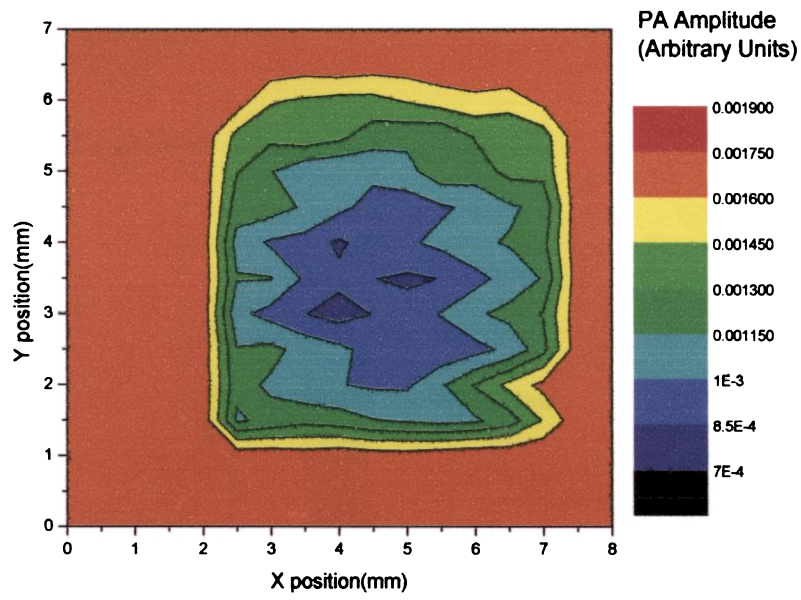 PA Amplitude
(Arbitrary Units)
0.001900
0.001750
0.001600
0.001450
0.001300
0.001150
1E-3
8.5E-4
7E-4
Y position(mm)
7
6
5
4
3
2
1
0
0 1 2 3 4 5 6 7 8
X position(mm)